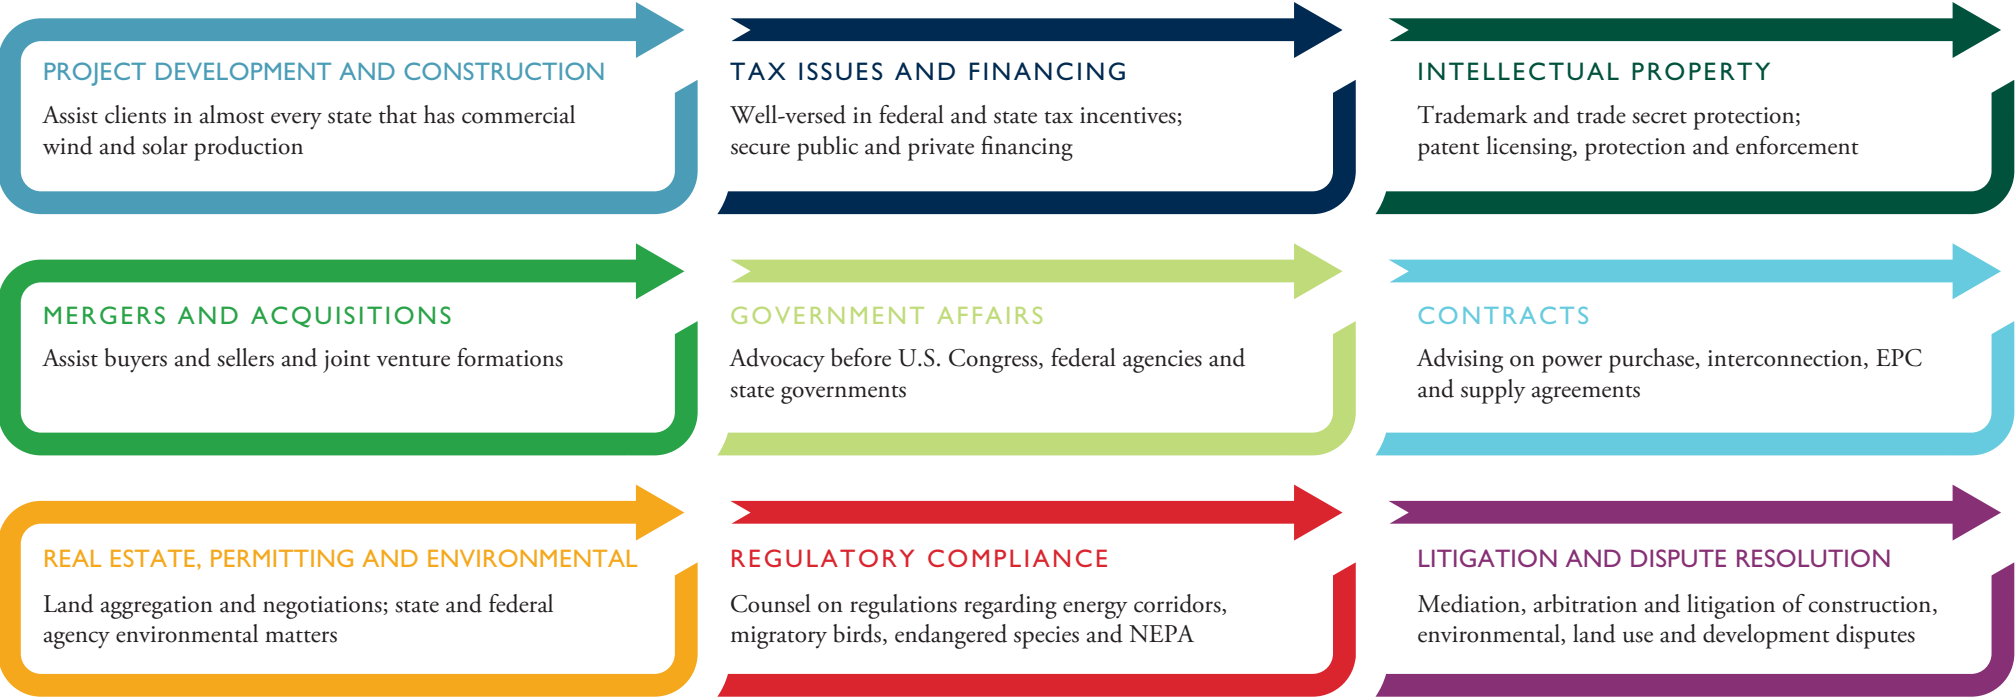 PROJECT DEVELOPMENT AND CONSTRUCTION
Assist clients in almost every state that has commercial
wind and solar production
TAX ISSUES AND FINANCING
Well-versed in federal and state tax incentives;
secure public and private financing
INTELLECTUAL PROPERTY
Trademark and trade secret protection;
patent licensing, protection and enforcement
MERGERS AND ACQUISITIONS
Assist buyers and sellers and joint venture formations
GOVERNMENT AFFAIRS
Advocacy before U.S. Congress, federal agencies and
state governments
CONTRACTS
Advising on power purchase, interconnection, EPC
and supply agreements
REAL ESTATE, PERMITTING AND ENVIRONMENTAL
Land aggregation and negotiations; state and federal
agency environmental matters
REGULATORY COMPLIANCE
Counsel on regulations regarding energy corridors,
migratory birds, endangered species and NEPA
LITIGATION AND DISPUTE RESOLUTION
Mediation, arbitration and litigation of construction,
environmental, land use and development disputes